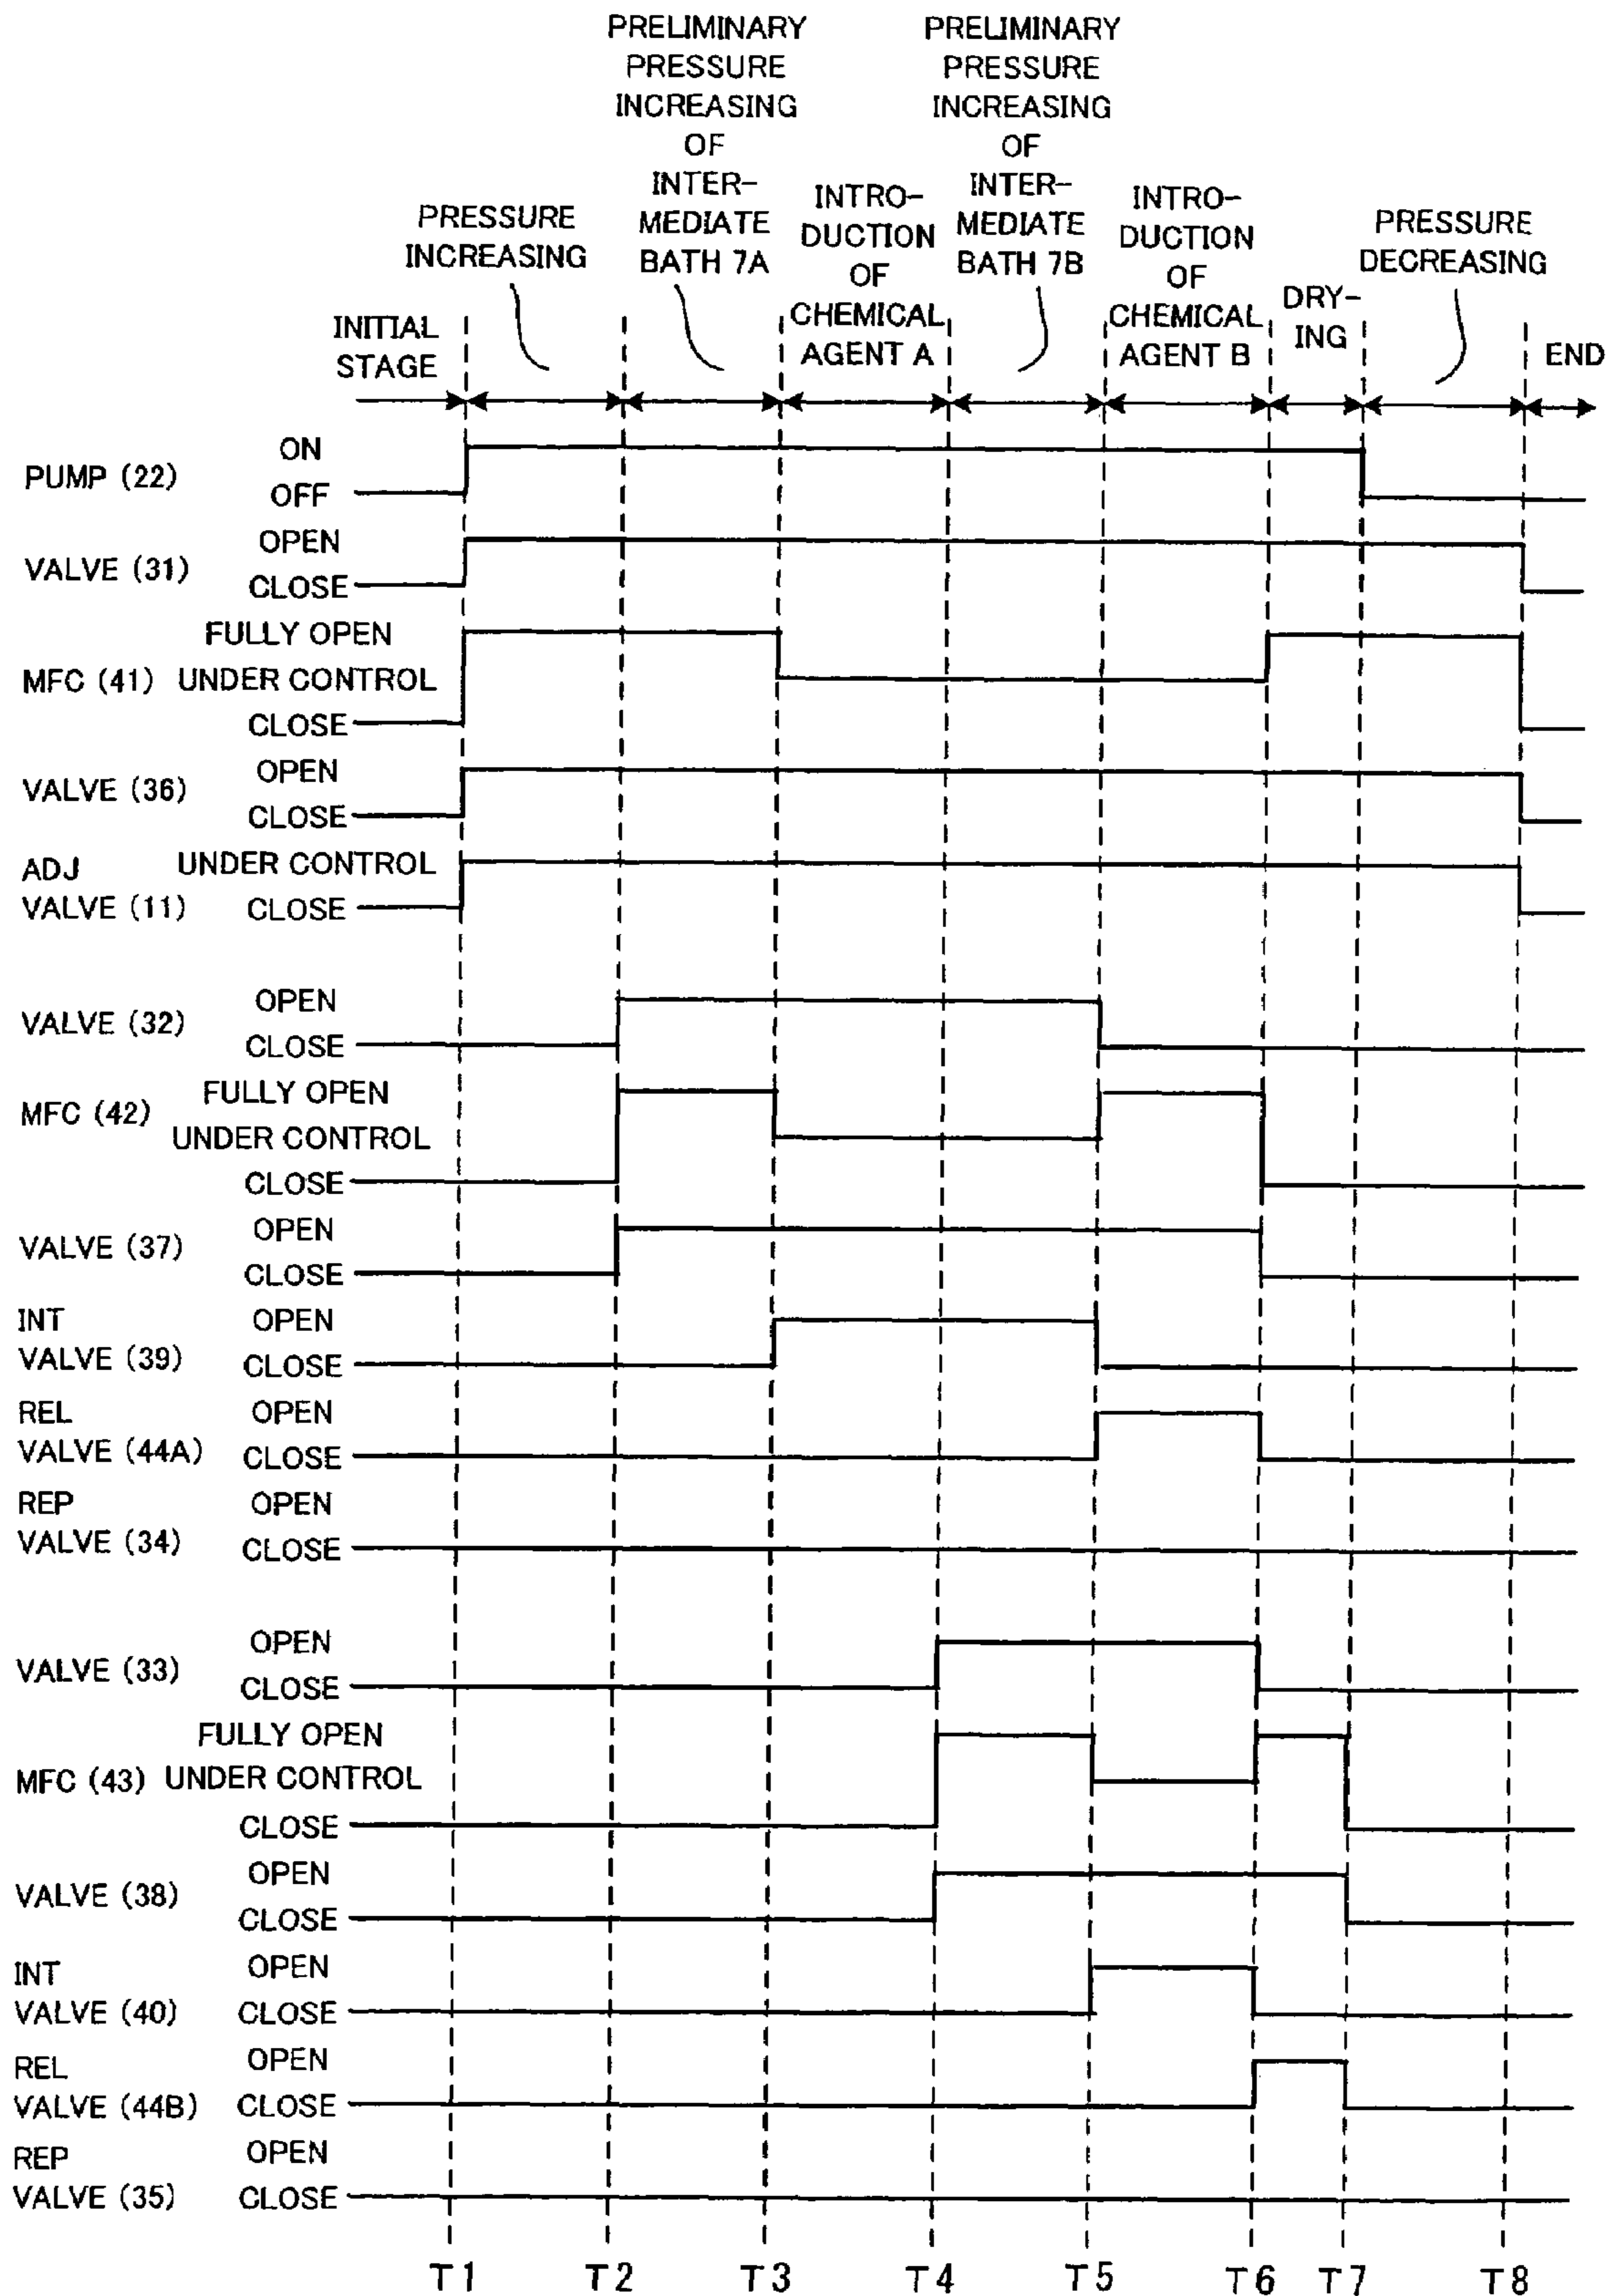 PRELIMINARY
PRESSURE
INCREASING
OF
INTER-
MEDIATE
BATH 7A
PRELIMINARY
PRESSURE
INCREASING
OF
INTER-
MEDIATE
BATH 7B
PRESSURE
INCREASING
INTRO-
DUCTION
OF
CHEMICAL
AGENT A
INTRO-
DUCTION
OF
CHEMICAL
AGENT B
PRESSURE
DECREASING
DRY-
ING
INITIAL
STAGE
END
PUMP (22)
ON
OFF
VALVE (31)
OPEN
CLOSE
MFC (41)
FULLY OPEN
UNDER CONTROL
CLOSE
VALVE (36)
OPEN
CLOSE
ADJ
VALVE (11)
UNDER CONTROL
CLOSE
VALVE (32)
OPEN
CLOSE
MFC (42)
FULLY OPEN
UNDER CONTROL
CLOSE
VALVE (37)
OPEN
CLOSE
INT
VALVE (39)
OPEN
CLOSE
REL
VALVE (44A)
OPEN
CLOSE
REP
VALVE (34)
OPEN
CLOSE
VALVE (33)
OPEN
CLOSE
MFC (43)
FULLY OPEN
UNDER CONTROL
CLOSE
VALVE (38)
OPEN
CLOSE
INT
VALVE (40)
OPEN
CLOSE
REL
VALVE (44B)
OPEN
CLOSE
REP
VALVE (35)
OPEN
CLOSE
T1 T2 T3 T4 T5 T6 T7 T8